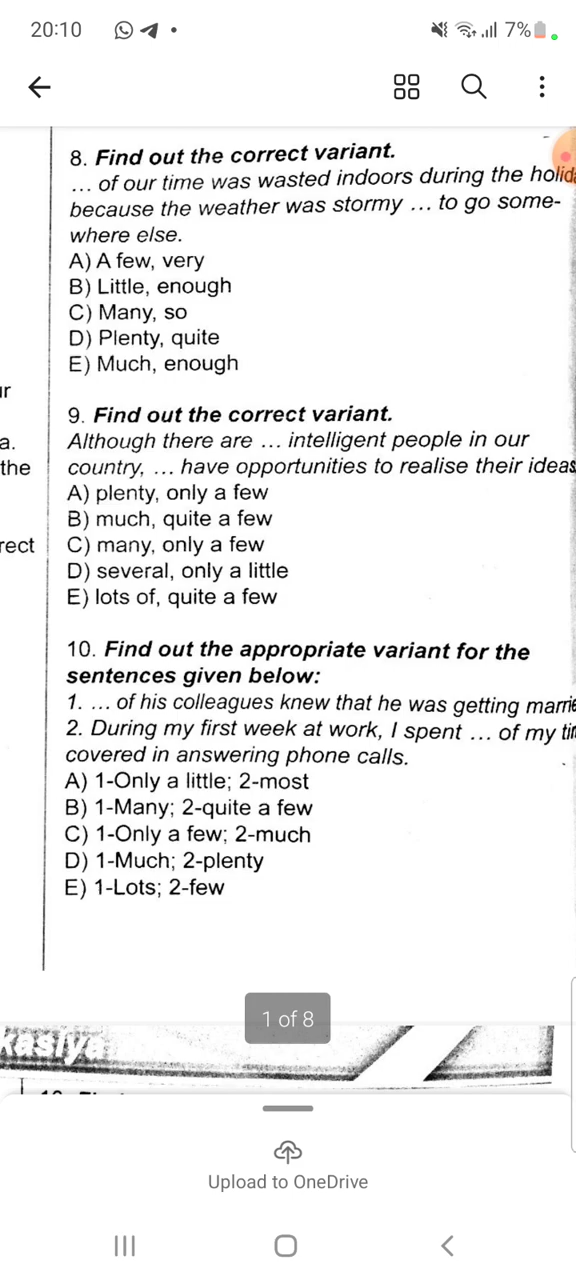 20:10
7%
8. Find out the correct variant.
... of our time was wasted indoors during the holid
because the weather was stormy ... to go some-
where else.
A) A few, very
B) Little, enough
C) Many, so
D) Plenty, quite
E) Much, enough
ur
9. Find out the correct variant.
a. Although there are ... intelligent people in our
the country, ... have opportunities to realise their ideas
A) plenty, only a few
B) much, quite a few
rect C) many, only a few
D) several, only a little
E) lots of, quite a few
10. Find out the appropriate variant for the
sentences given below:
1. ... of his colleagues knew that he was getting marrie
2. During my first week at work, I spent ... of my tim
covered in answering phone calls.
A) 1-Only a little; 2-most
B) 1-Many; 2-quite a few
C) 1-Only a few; 2-much
D) 1-Much; 2-plenty
E) 1-Lots; 2-few
1 of 8
kasiya
Upload to OneDrive